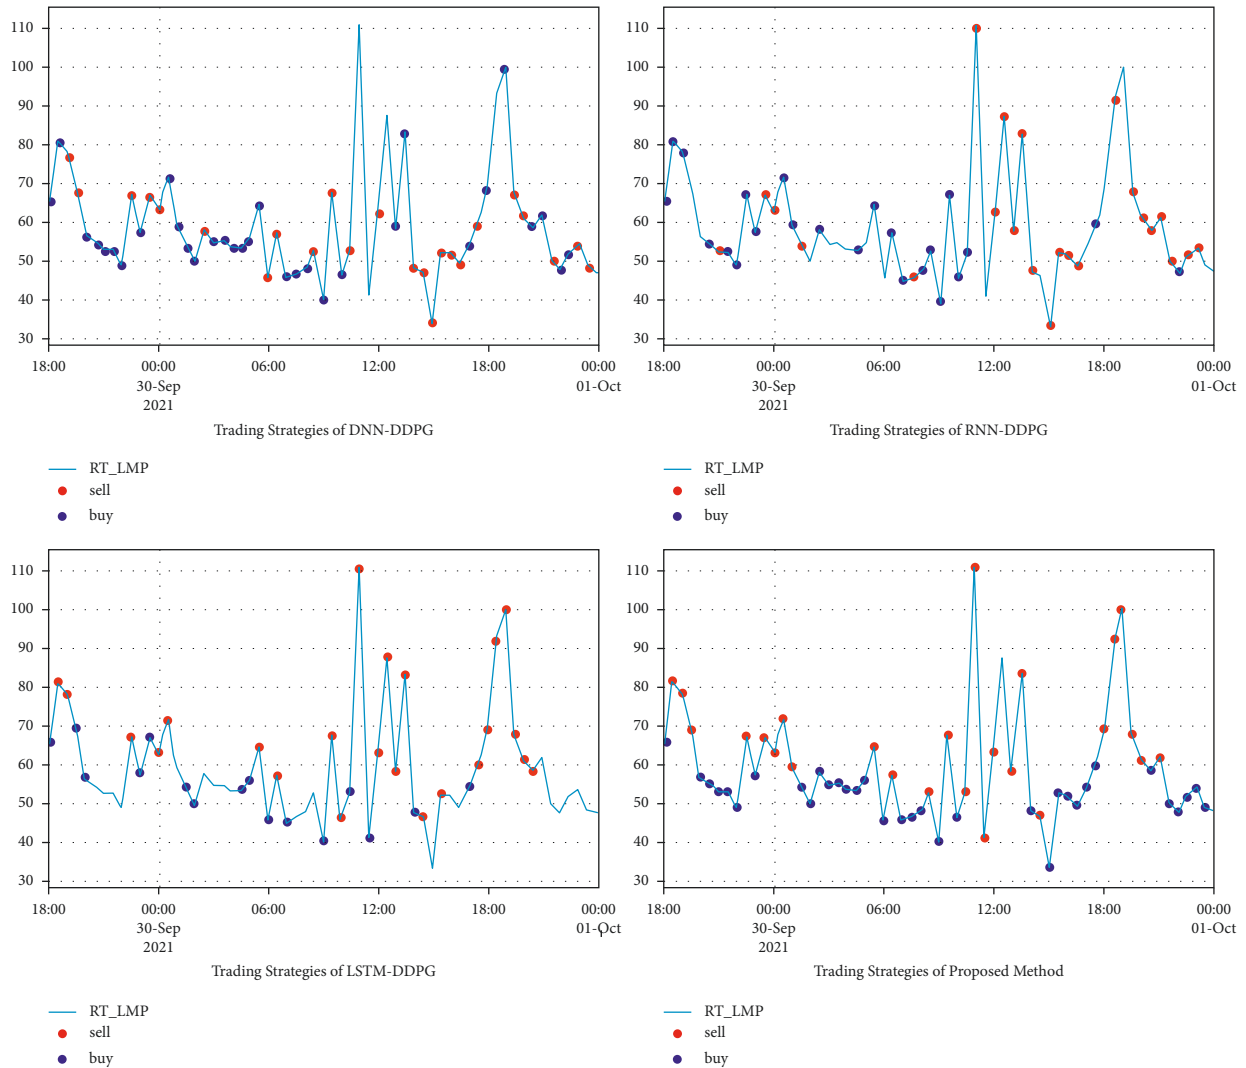 110
100
90
80
70
60
50
40
30
18:00 00:00 06:00 12:00 18:00 00:00
30-Sep 01-Oct
2021
Trading Strategies of DNN-DDPG
RT_LMP
sell
buy
110
100
90
80
70
60
50
40
30
18:00 00:00 06:00 12:00 18:00 00:00
30-Sep 01-Oct
2021
Trading Strategies of RNN-DDPG
RT_LMP
sell
buy
110
100
90
80
70
60
50
40
30
18:00 00:00 06:00 12:00 18:00 00:00
30-Sep 01-Oct
2021
Trading Strategies of LSTM-DDPG
RT_LMP
sell
buy
110
100
90
80
70
60
50
40
30
18:00 00:00 06:00 12:00 18:00 00:00
30-Sep 01-Oct
2021
Trading Strategies of Proposed Method
RT_LMP
sell
buy